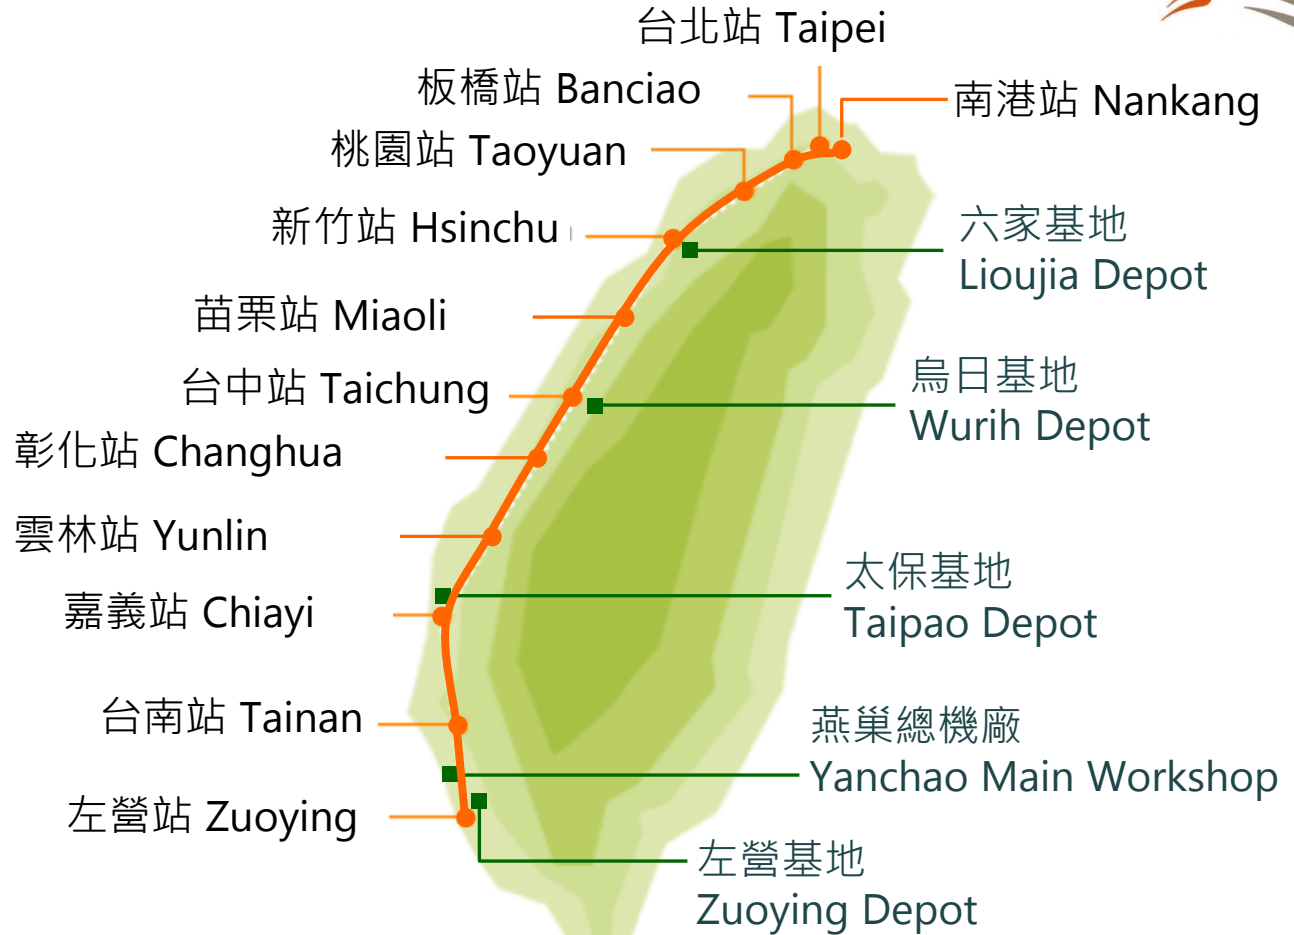 台北站 Taipei
板橋站 Banciao
南港站 Nankang
桃園站 Taoyuan
新竹站 Hsinchu
六家基地
Lioujia Depot
苗栗站 Miaoli
台中站 Taichung
烏日基地
Wurih Depot
彰化站 Changhua
雲林站 Yunlin
太保基地
Taipao Depot
嘉義站 Chiayi
台南站 Tainan
燕巢總機廠
Yanchao Main Workshop
左營站 Zuoying
左營基地
Zuoying Depot